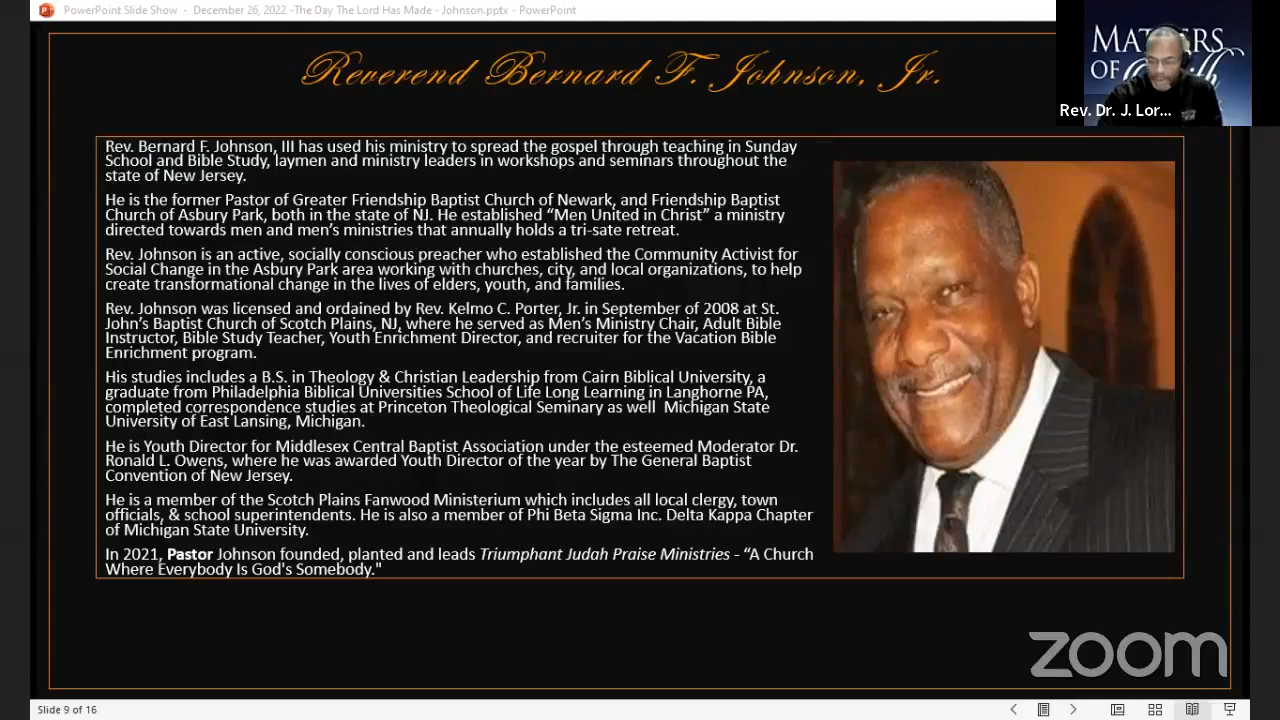 PowerPoint Slide Show - December 26, 2022 -The Day The Lord Has Made - Johnson.pptx - PowerPoint
Reverend Bernard F. Johnson, Jr.
MATTERS
OF Faith
Rev. Dr. J. Lor...
Rev. Bernard F. Johnson, III has used his ministry to spread the gospel through teaching in Sunday
School and Bible Study, laymen and ministry leaders in workshops and seminars throughout the
state of New Jersey.
He is the former Pastor of Greater Friendship Baptist Church of Newark, and Friendship Baptist
Church of Asbury Park, both in the state of NJ. He established “Men United in Christ” a ministry
directed towards men and men’s ministries that annually holds a tri-sate retreat.
Rev. Johnson is an active, socially conscious preacher who established the Community Activist for
Social Change in the Asbury Park area working with churches, city, and local organizations, to help
create transformational change in the lives of elders, youth, and families.
Rev. Johnson was licensed and ordained by Rev. Kelmo C. Porter, Jr. in September of 2008 at St.
John’s Baptist Church of Scotch Plains, NJ, where he served as Men’s Ministry Chair, Adult Bible
Instructor, Bible Study Teacher, Youth Enrichment Director, and recruiter for the Vacation Bible
Enrichment program.
His studies includes a B.S. in Theology & Christian Leadership from Cairn Biblical University, a
graduate from Philadelphia Biblical Universities School of Life Long Learning in Langhorne PA,
completed correspondence studies at Princeton Theological Seminary as well Michigan State
University of East Lansing, Michigan.
He is Youth Director for Middlesex Central Baptist Association under the esteemed Moderator Dr.
Ronald L. Owens, where he was awarded Youth Director of the year by The General Baptist
Convention of New Jersey.
He is a member of the Scotch Plains Fanwood Ministerium which includes all local clergy, town
officials, & school superintendents. He is also a member of Phi Beta Sigma Inc. Delta Kappa Chapter
of Michigan State University.
In 2021, Pastor Johnson founded, planted and leads Triumphant Judah Praise Ministries - “A Church
Where Everybody Is God's Somebody."
zoom
Slide 9 of 16